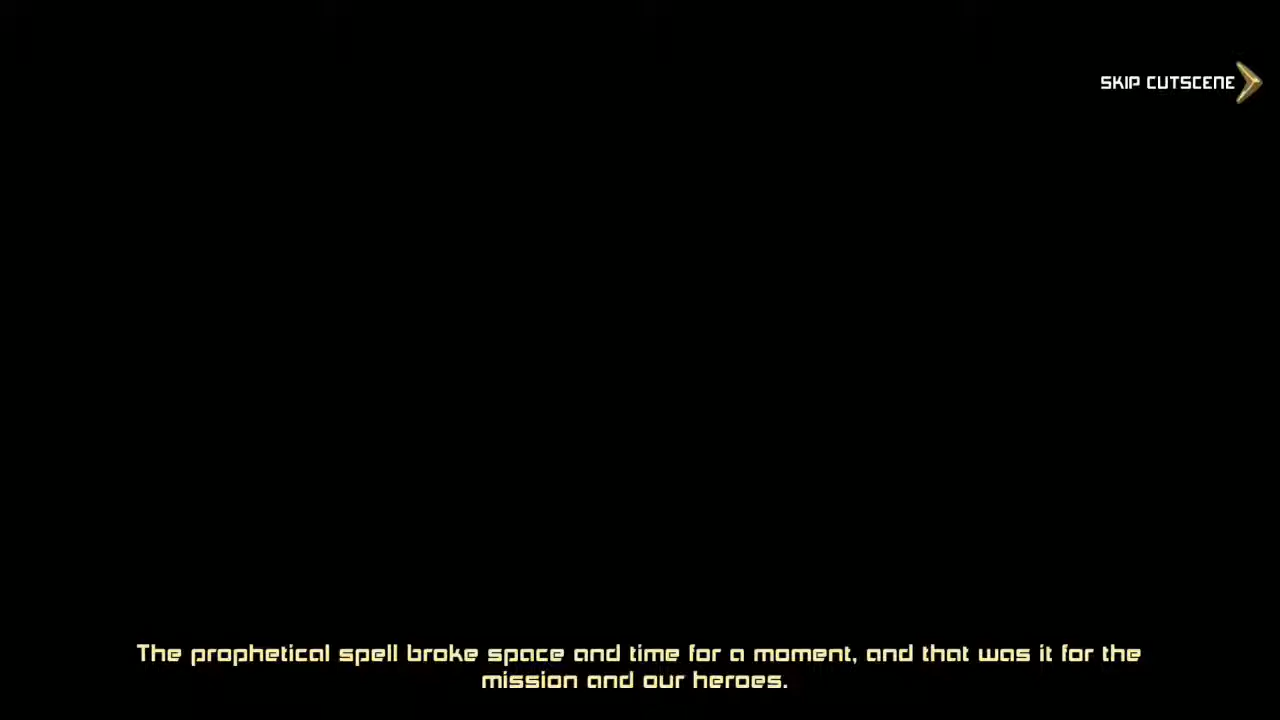 SKIP CUTSCENE
The prophetical spell broke space and time for a moment, and that was it for the
mission and our heroes.